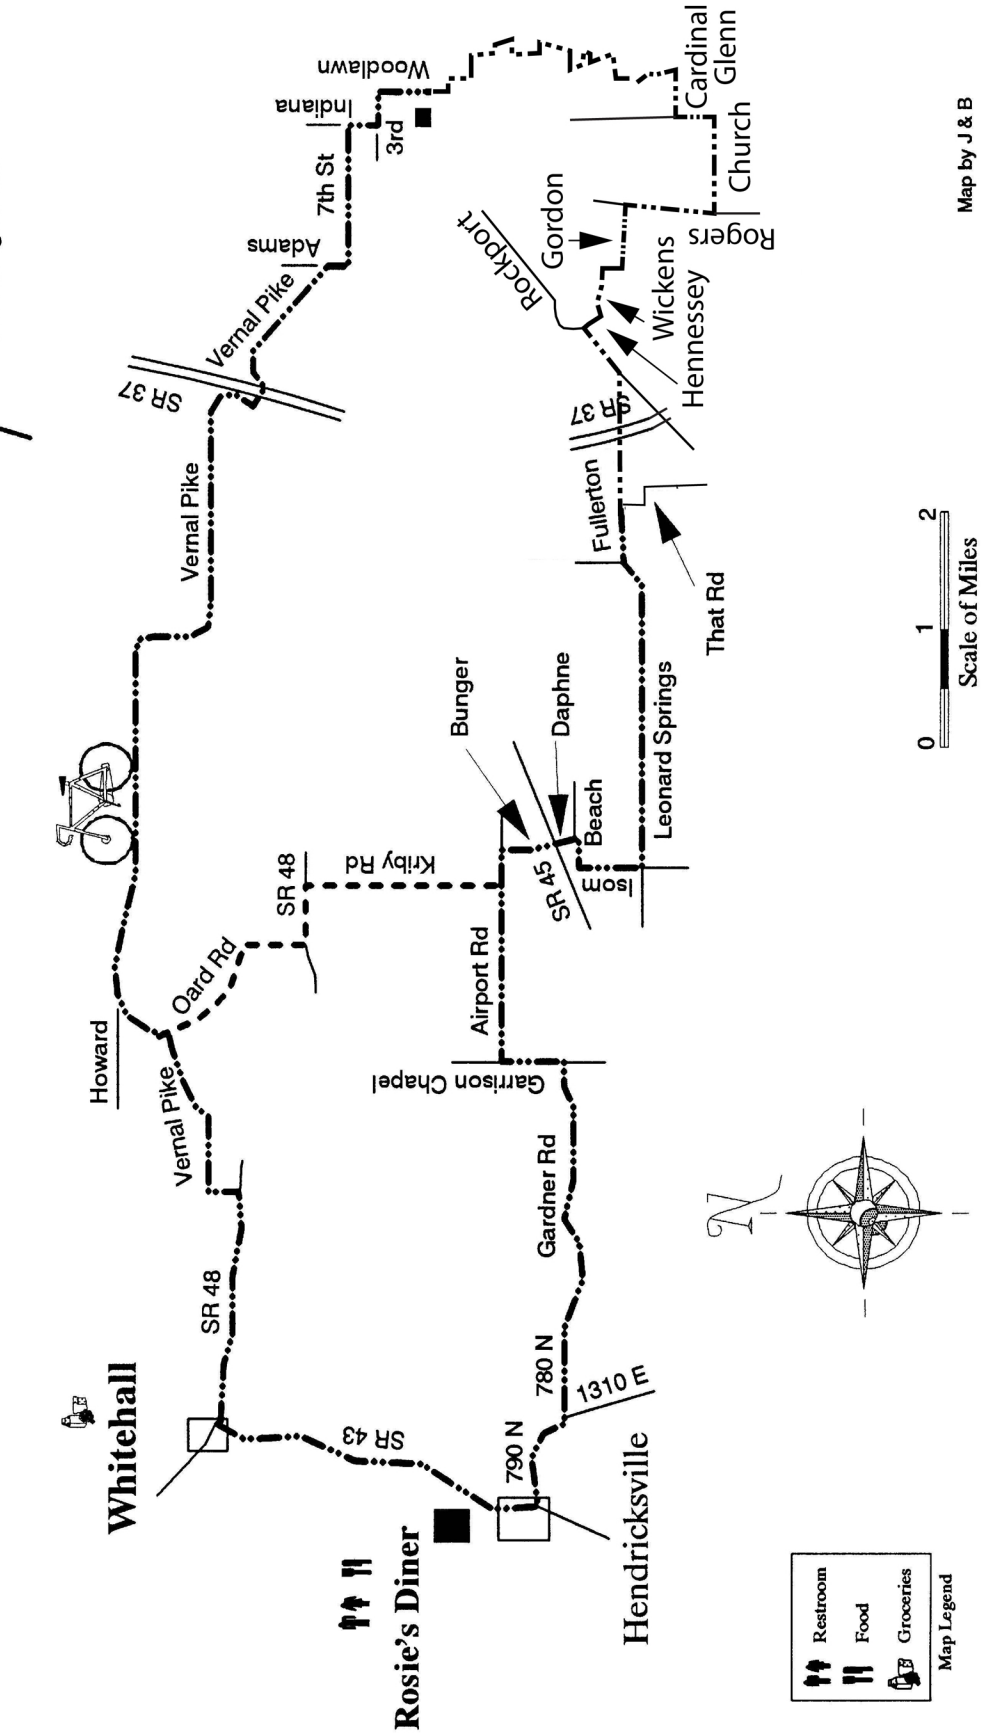 Whitehall
SR 48
Vernal Pike
Howard
Oard Rd
SR 48
Kriby Rd
Vernal Pike
SR 37
Vernal Pike
Adams
7th St
Indiana
3rd
Woodlawn
Rosie's Diner
SR 43
Hendricksville
790 N
780 N
1310 E
Gardner Rd
Garrison Chapel
Airport Rd
Bunger
SR 45
Daphne
Beach
Isom
Leonard Springs
That Rd
Fullerton
SR 37
Rockport
Gordon
Wickens
Hennessey
Rogers
Church
Cardinal
Glenn
N
Restroom
Food
Groceries
Map Legend
0 1 2
Scale of Miles
Map by J & B